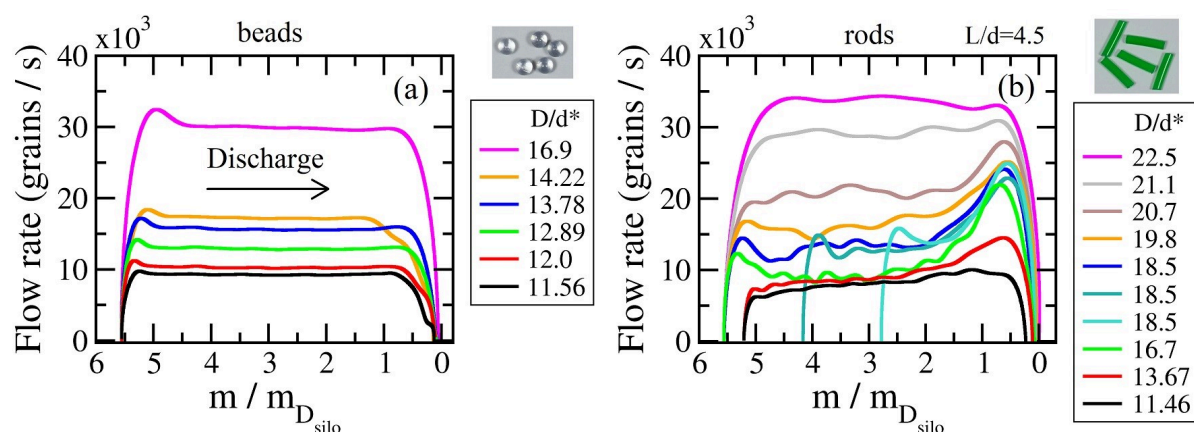 x10³ beads
(a)
Flow rate (grains / s)
40
30
20
10
0
Discharge
6 5 4 3 2 1 0
m / m_D_silo
D/d*
16.9
14.22
13.78
12.89
12.0
11.56
x10³ rods L/d=4.5
(b)
Flow rate (grains / s)
40
30
20
10
0
6 5 4 3 2 1 0
m / m_D_silo
D/d*
22.5
21.1
20.7
19.8
18.5
18.5
18.5
16.7
13.67
11.46